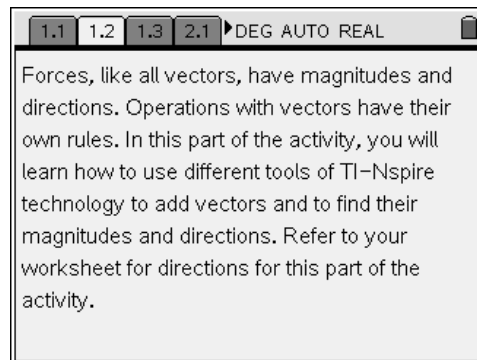 1.1 1.2 1.3 2.1 DEG AUTO REAL
Forces, like all vectors, have magnitudes and
directions. Operations with vectors have their
own rules. In this part of the activity, you will
learn how to use different tools of TI-Nspire
technology to add vectors and to find their
magnitudes and directions. Refer to your
worksheet for directions for this part of the
activity.